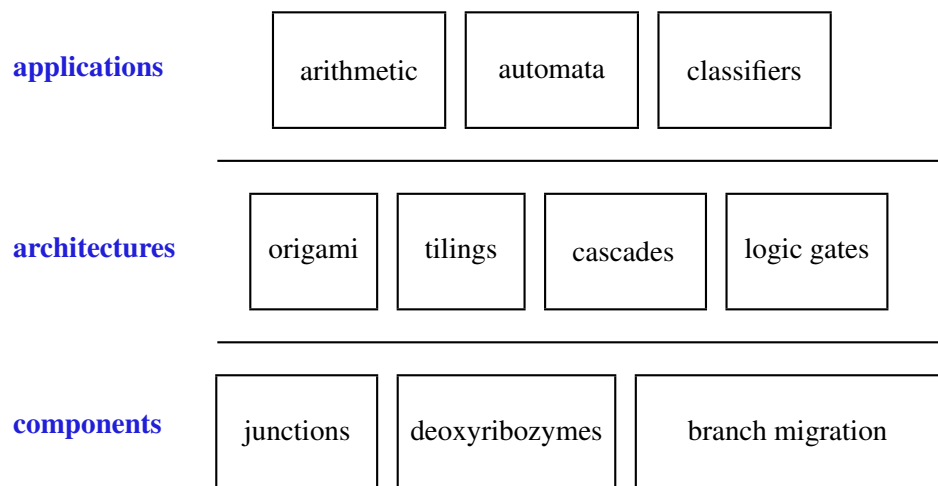 applications arithmetic automata classifiers
architectures origami tilings cascades logic gates
components junctions deoxyribozymes branch migration